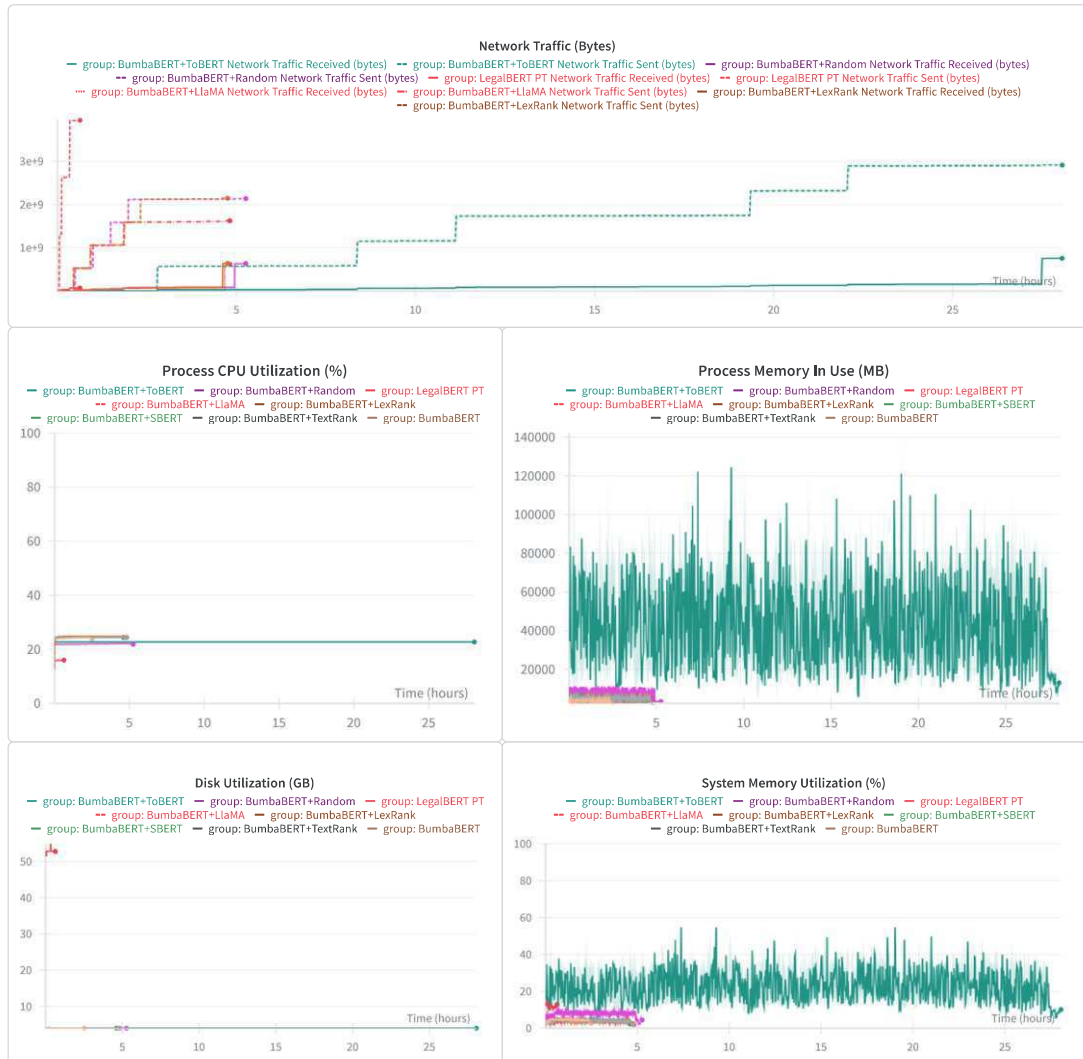 Network Traffic (Bytes)
group: BumbaBERT+ToBERT Network Traffic Received (bytes) group: BumbaBERT+ToBERT Network Traffic Sent (bytes) group: BumbaBERT+Random Network Traffic Received (bytes)
group: BumbaBERT+Random Network Traffic Sent (bytes) group: LegalBERT PT Network Traffic Received (bytes) group: LegalBERT PT Network Traffic Sent (bytes)
group: BumbaBERT+LlaMA Network Traffic Received (bytes) group: BumbaBERT+LlaMA Network Traffic Sent (bytes) group: BumbaBERT+LexRank Network Traffic Received (bytes)
group: BumbaBERT+LexRank Network Traffic Sent (bytes)
3e+9
2e+9
1e+9
Time (hours)
5 10 15 20 25
Process CPU Utilization (%)
group: BumbaBERT+ToBERT group: BumbaBERT+Random group: LegalBERT PT
group: BumbaBERT+LlaMA group: BumbaBERT+LexRank
group: BumbaBERT+SBERT group: BumbaBERT+TextRank group: BumbaBERT
100
80
60
40
20
0
Time (hours)
5 10 15 20 25
Process Memory In Use (MB)
group: BumbaBERT+ToBERT group: BumbaBERT+Random group: LegalBERT PT
group: BumbaBERT+LlaMA group: BumbaBERT+LexRank group: BumbaBERT+SBERT
group: BumbaBERT+TextRank group: BumbaBERT
140000
120000
100000
80000
60000
40000
20000
Time (hours)
5 10 15 20 25
Disk Utilization (GB)
group: BumbaBERT+ToBERT group: BumbaBERT+Random group: LegalBERT PT
group: BumbaBERT+LlaMA group: BumbaBERT+LexRank
group: BumbaBERT+SBERT group: BumbaBERT+TextRank group: BumbaBERT
50
40
30
20
10
Time (hours)
5 10 15 20 25
System Memory Utilization (%)
group: BumbaBERT+ToBERT group: BumbaBERT+Random group: LegalBERT PT
group: BumbaBERT+LlaMA group: BumbaBERT+LexRank group: BumbaBERT+SBERT
group: BumbaBERT+TextRank group: BumbaBERT
100
80
60
40
20
0
Time (hours)
5 10 15 20 25